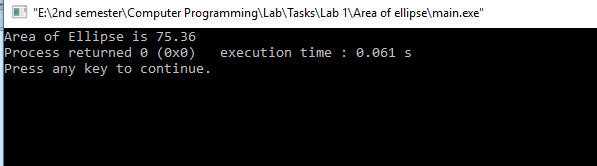 "E:\2nd semester\Computer Programming\Lab\Tasks\Lab 1\Area of ellipse\main.exe"
Area of Ellipse is 75.36
Process returned 0 (0x0)   execution time : 0.061 s
Press any key to continue.